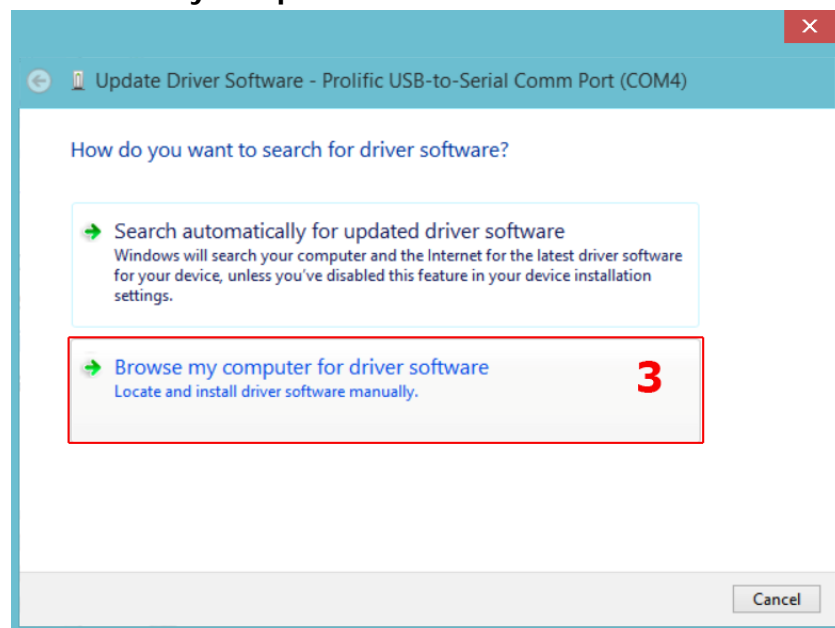 Update Driver Software - Prolific USB-to-Serial Comm Port (COM4)
How do you want to search for driver software?
Search automatically for updated driver software
Windows will search your computer and the Internet for the latest driver software
for your device, unless you've disabled this feature in your device installation
settings.
Browse my computer for driver software
Locate and install driver software manually.
3
Cancel